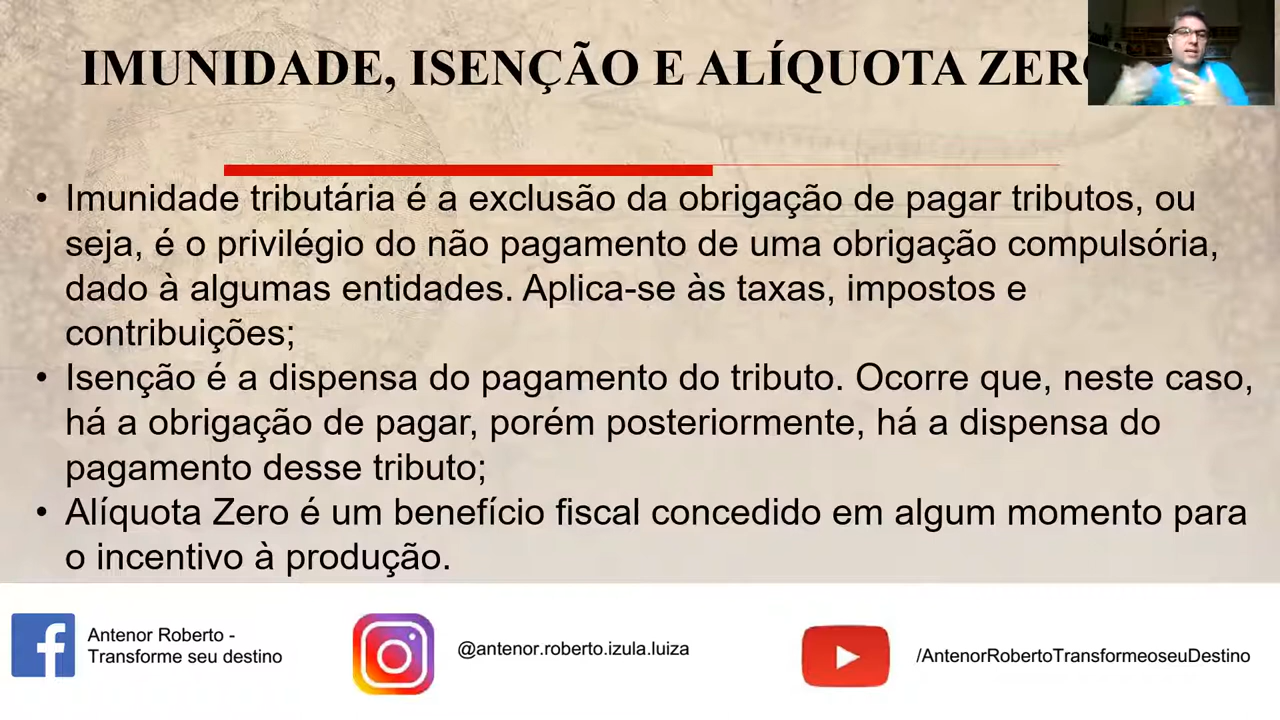 IMUNIDADE, ISENÇÃO E ALÍQUOTA ZERO
• Imunidade tributária é a exclusão da obrigação de pagar tributos, ou
seja, é o privilégio do não pagamento de uma obrigação compulsória,
dado à algumas entidades. Aplica-se às taxas, impostos e
contribuições;
• Isenção é a dispensa do pagamento do tributo. Ocorre que, neste caso,
há a obrigação de pagar, porém posteriormente, há a dispensa do
pagamento desse tributo;
• Alíquota Zero é um benefício fiscal concedido em algum momento para
o incentivo à produção.
Antenor Roberto -
Transforme seu destino
@antenor.roberto.izula.luiza
/AntenorRobertoTransformeoseuDestino